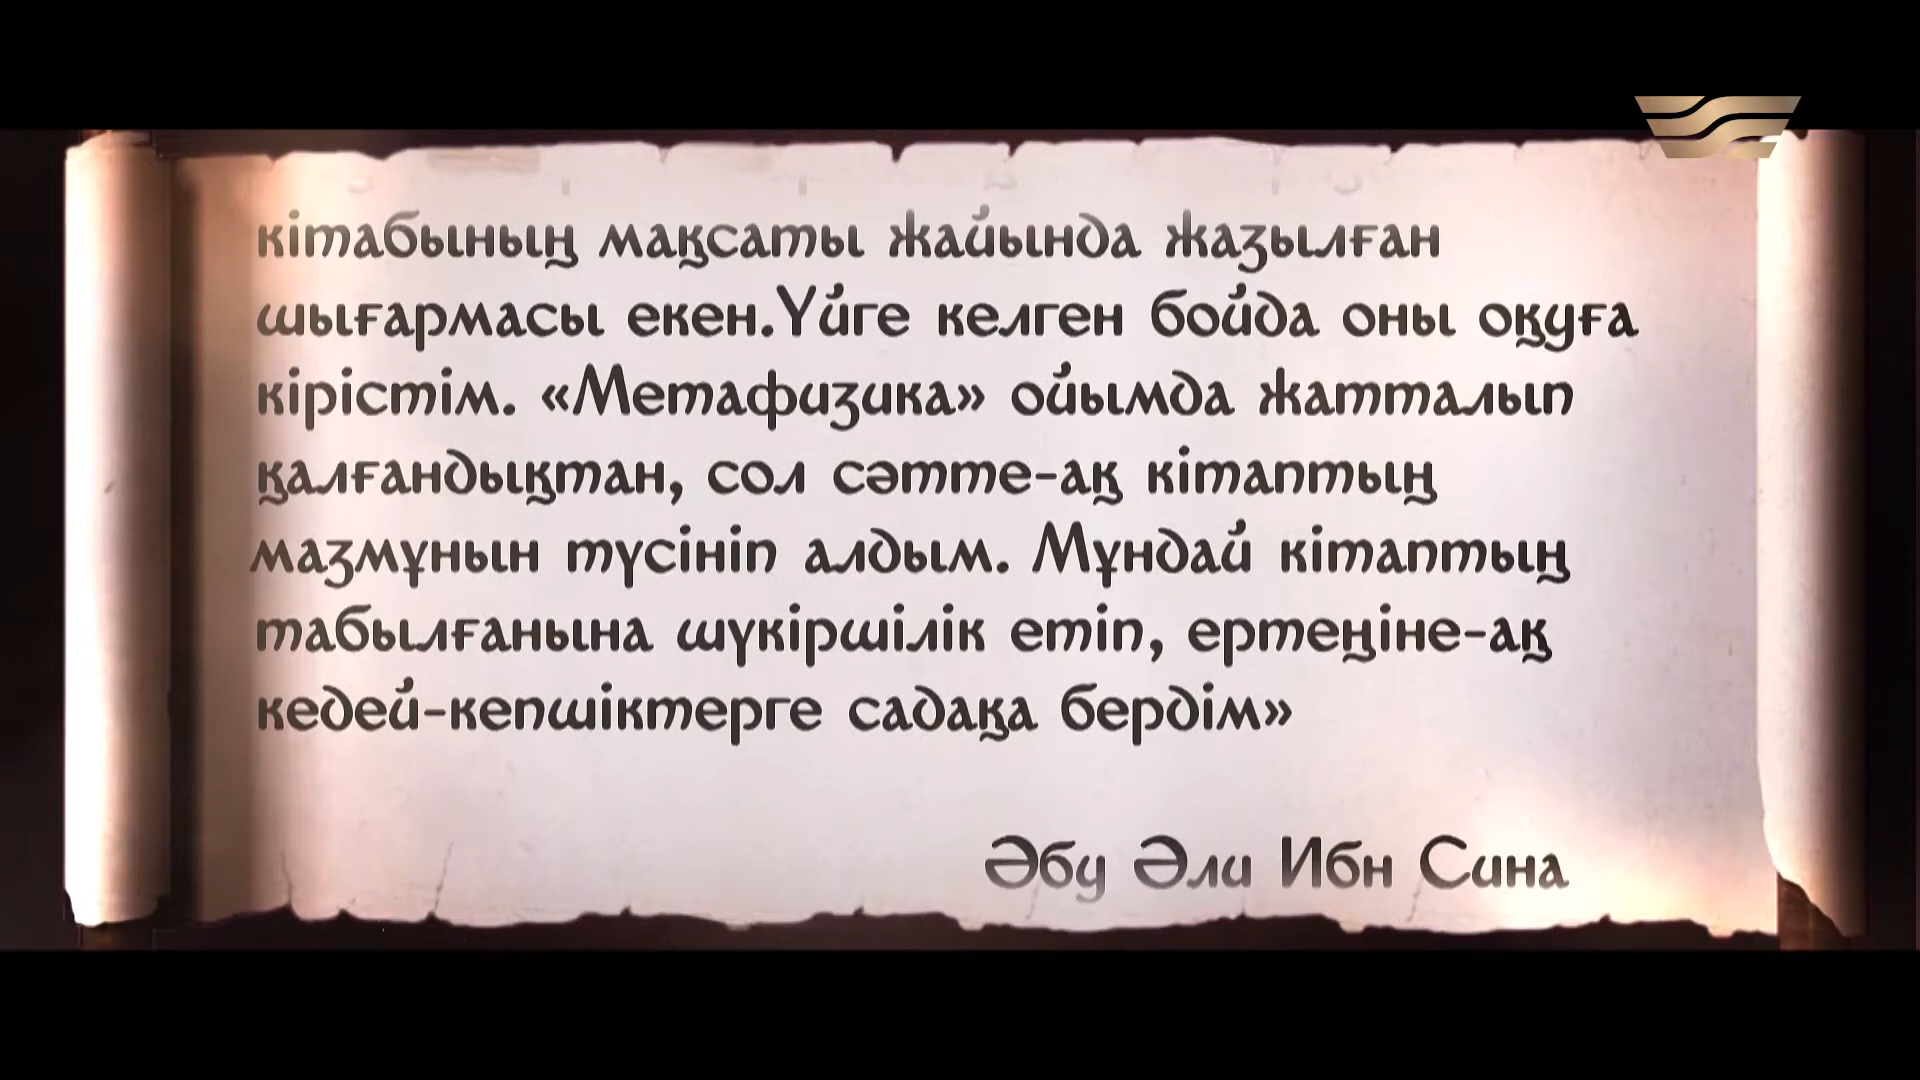 кітабының мақсаты жайында жазылған
шығармасы екен.Үйге келген бойда оны оқуға
кірістім. «Метафизика» ойымда жатталып
қалғандықтан, сол сәтте-ақ кітаптың
мазмұнын түсініп алдым. Мұндай кітаптың
табылғанына шүкіршілік етіп, ертеңіне-ақ
кедей-кепшіктерге садақа бердім»
Әбу Әли Ибн Сина